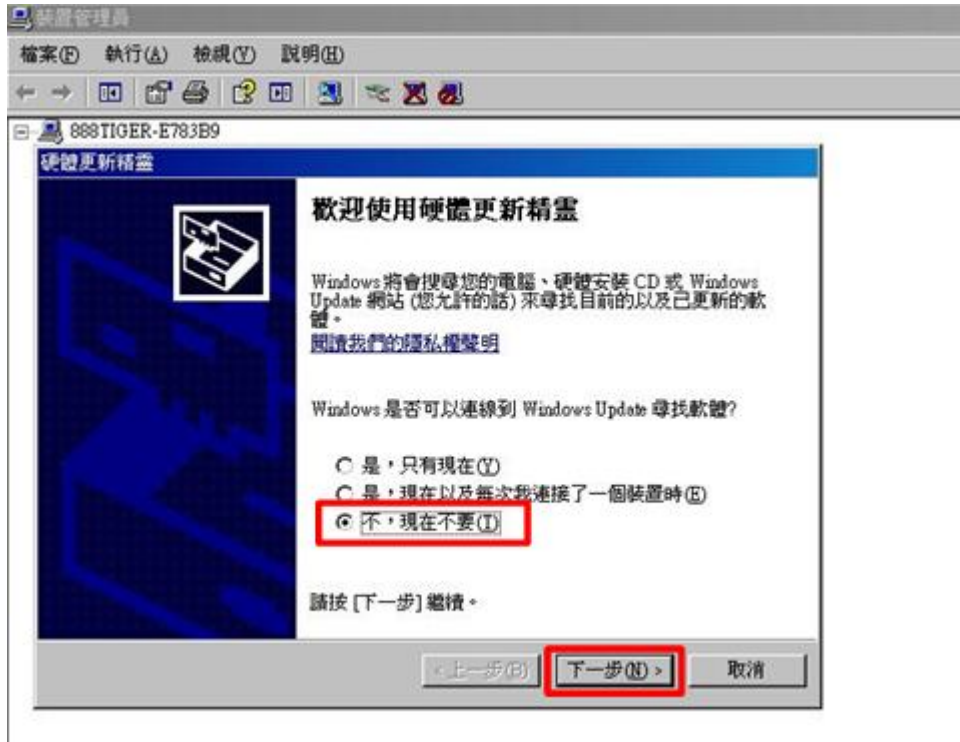 裝置管理員
檔案(F) 執行(A) 檢視(V) 說明(H)
888TIGER-E783B9
硬體更新精靈
歡迎使用硬體更新精靈
Windows 將會搜尋您的電腦、硬體安裝 CD 或 Windows
Update 網站 (您允許的話) 來尋找目前的以及已更新的軟
體。
閱讀我們的隱私權聲明
Windows 是否可以連線到 Windows Update 尋找軟體?
是，只有現在(Y)
是，現在以及每次我連接了一個裝置時(E)
不，現在不要(T)
請按 [下一步] 繼續。
< 上一步(B) 下一步(N) > 取消